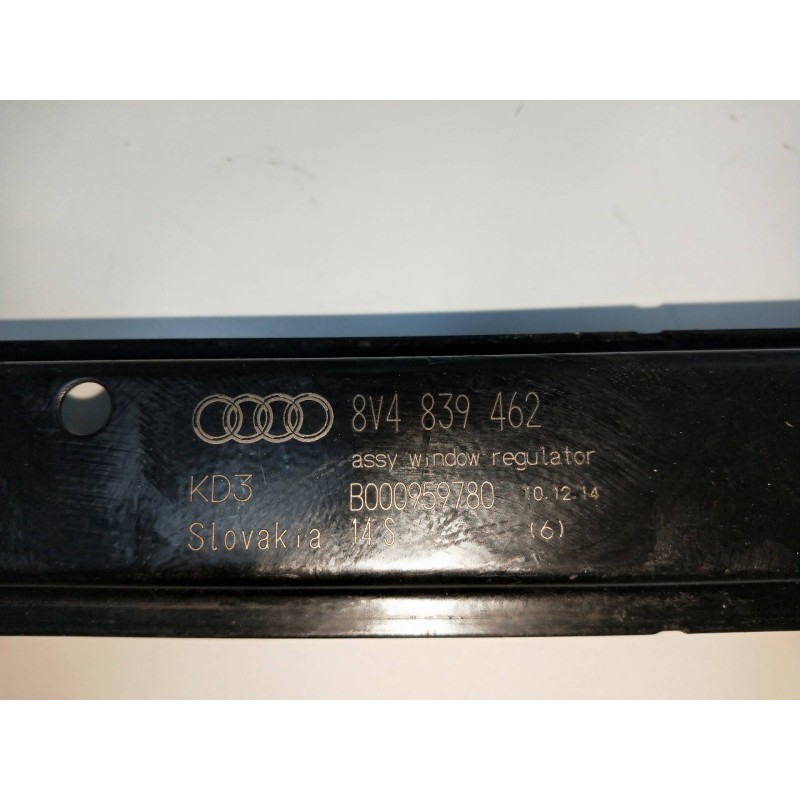 8V4 839 462
assy window regulator
KD3 B000959780 10.12.14
Slovakia 14 S (6)